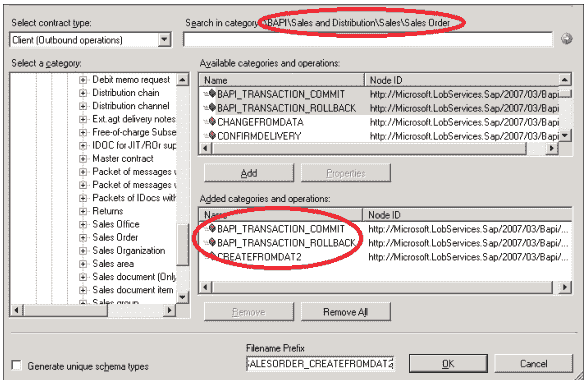 Select contract type:
Search in category \BAPI\Sales and Distribution\Sales\Sales Order
Client (Outbound operations)
Select a category:
Available categories and operations:
Debit memo request
Distribution chain
Distribution channel
Ext.agt delivery notes
Free-of-charge Subse
IDOC for JIT/ROr sup
Master contract
Packet of messages
Packet of messages
Packets of IDocs with
Returns
Sales Office
Sales Order
Sales Organization
Sales area
Sales document (Only
Sales document item
Sales group
Name Node ID
BAPI_TRANSACTION_COMMIT http://Microsoft.LobServices.Sap/2007/03/Bapi
BAPI_TRANSACTION_ROLLBACK http://Microsoft.LobServices.Sap/2007/03/Bapi
CHANGEFROMDATA http://Microsoft.LobServices.Sap/2007/03/Bapi
CONFIRMDELIVERY http://Microsoft.LobServices.Sap/2007/03/Bapi
Add Properties
Added categories and operations:
Name Node ID
BAPI_TRANSACTION_COMMIT http://Microsoft.LobServices.Sap/2007/03/Bapi/...
BAPI_TRANSACTION_ROLLBACK http://Microsoft.LobServices.Sap/2007/03/Bapi/...
CREATEFROMDAT2 http://Microsoft.LobServices.Sap/2007/03/Bapi/...
Remove Remove All
Filename Prefix
Generate unique schema types
ALESORDER_CREATEFROMDAT2
OK Cancel